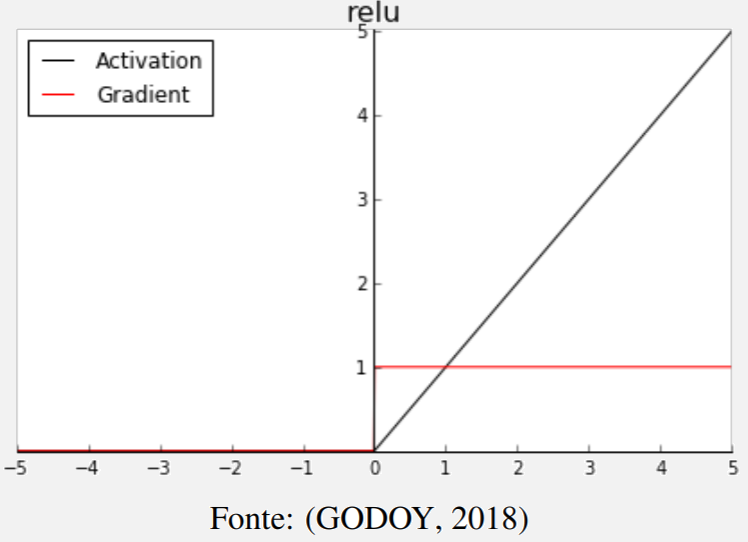 relu
Activation
Gradient
5
4
3
2
1
−5 −4 −3 −2 −1 0 1 2 3 4 5
Fonte: (GODOY, 2018)